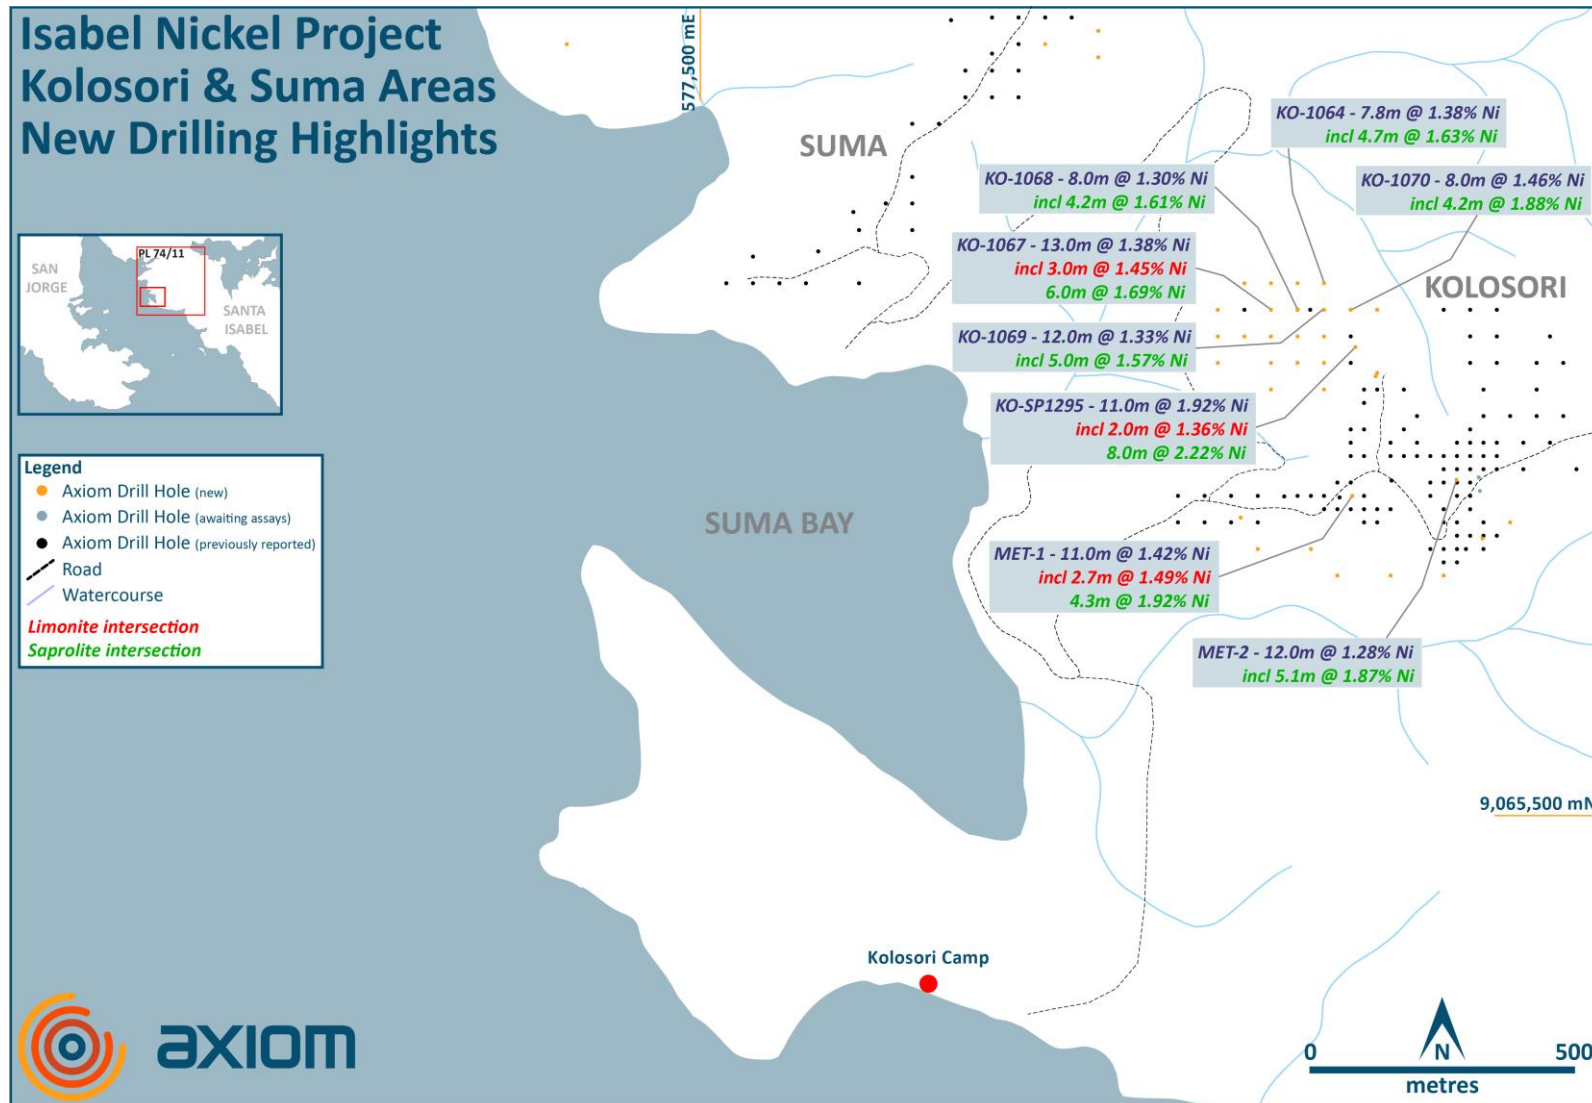 Isabel Nickel Project
Kolosori & Suma Areas
New Drilling Highlights
577,500 mE
SUMA
KO-1064 - 7.8m @ 1.38% Ni
incl 4.7m @ 1.63% Ni
KO-1068 - 8.0m @ 1.30% Ni
incl 4.2m @ 1.61% Ni
KO-1070 - 8.0m @ 1.46% Ni
incl 4.2m @ 1.88% Ni
KO-1067 - 13.0m @ 1.38% Ni
incl 3.0m @ 1.45% Ni
6.0m @ 1.69% Ni
KOLOSORI
KO-1069 - 12.0m @ 1.33% Ni
incl 5.0m @ 1.57% Ni
KO-SP1295 - 11.0m @ 1.92% Ni
incl 2.0m @ 1.36% Ni
8.0m @ 2.22% Ni
PL 74/11
SAN
JORGE
SANTA
ISABEL
Legend
Axiom Drill Hole (new)
Axiom Drill Hole (awaiting assays)
Axiom Drill Hole (previously reported)
Road
Watercourse
Limonite intersection
Saprolite intersection
SUMA BAY
MET-1 - 11.0m @ 1.42% Ni
incl 2.7m @ 1.49% Ni
4.3m @ 1.92% Ni
MET-2 - 12.0m @ 1.28% Ni
incl 5.1m @ 1.87% Ni
9,065,500 mN
Kolosori Camp
axiom
0
N
500
metres